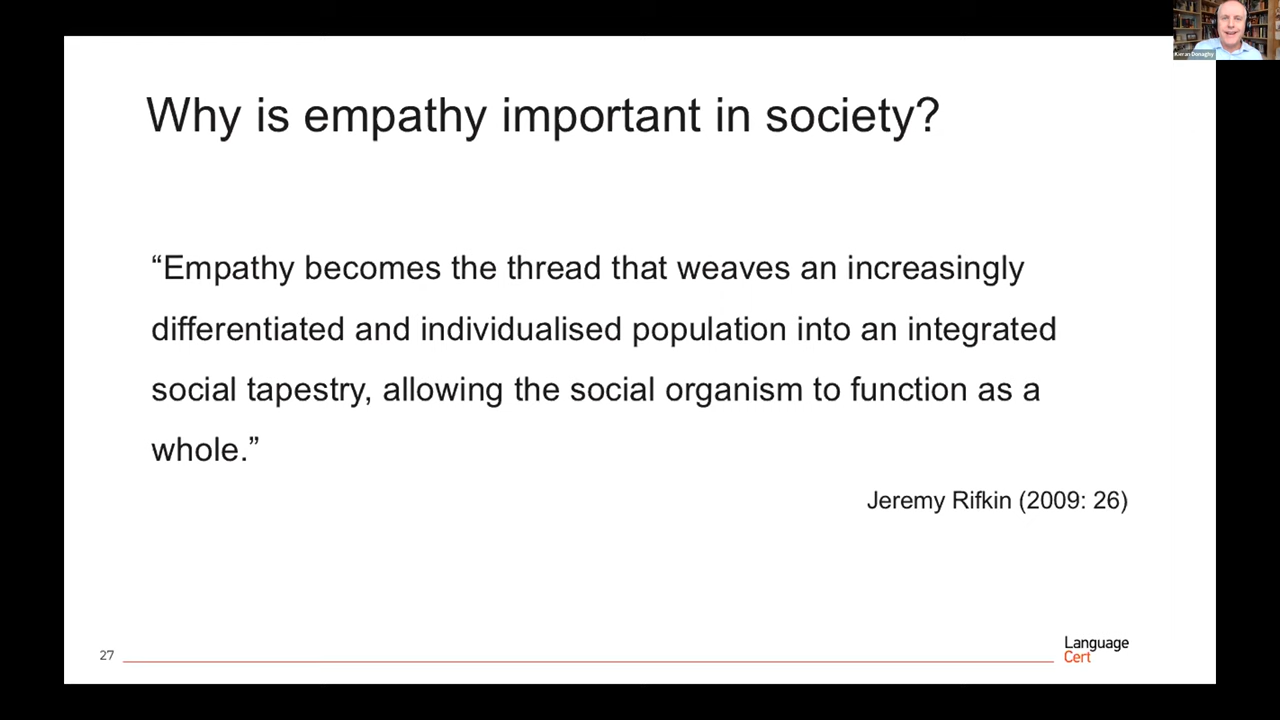 Kieran Donaghy
Why is empathy important in society?
“Empathy becomes the thread that weaves an increasingly
differentiated and individualised population into an integrated
social tapestry, allowing the social organism to function as a
whole.”
Jeremy Rifkin (2009: 26)
27
Language
Cert